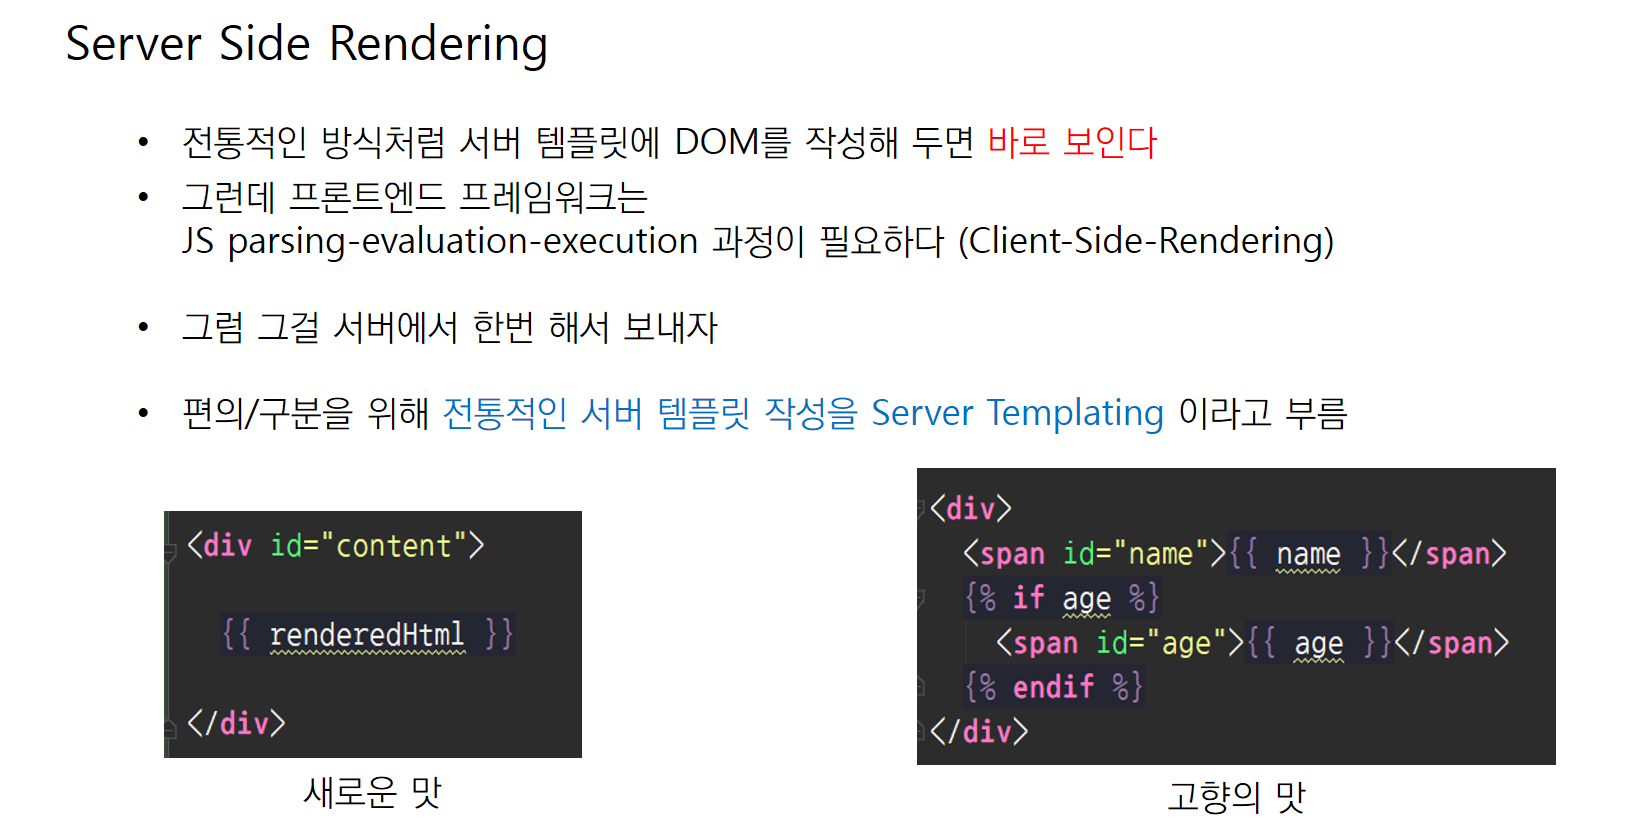 Server Side Rendering
• 전통적인 방식처럼 서버 템플릿에 DOM를 작성해 두면 바로 보인다
• 그런데 프론트엔드 프레임워크는
JS parsing-evaluation-execution 과정이 필요하다 (Client-Side-Rendering)
• 그럼 그걸 서버에서 한번 해서 보내자
• 편의/구분을 위해 전통적인 서버 템플릿 작성을 Server Templating 이라고 부름
<div id="content">
{{ renderedHtml }}
</div>
새로운 맛
<div>
<span id="name">{{ name }}</span>
{% if age %}
<span id="age">{{ age }}</span>
{% endif %}
</div>
고향의 맛